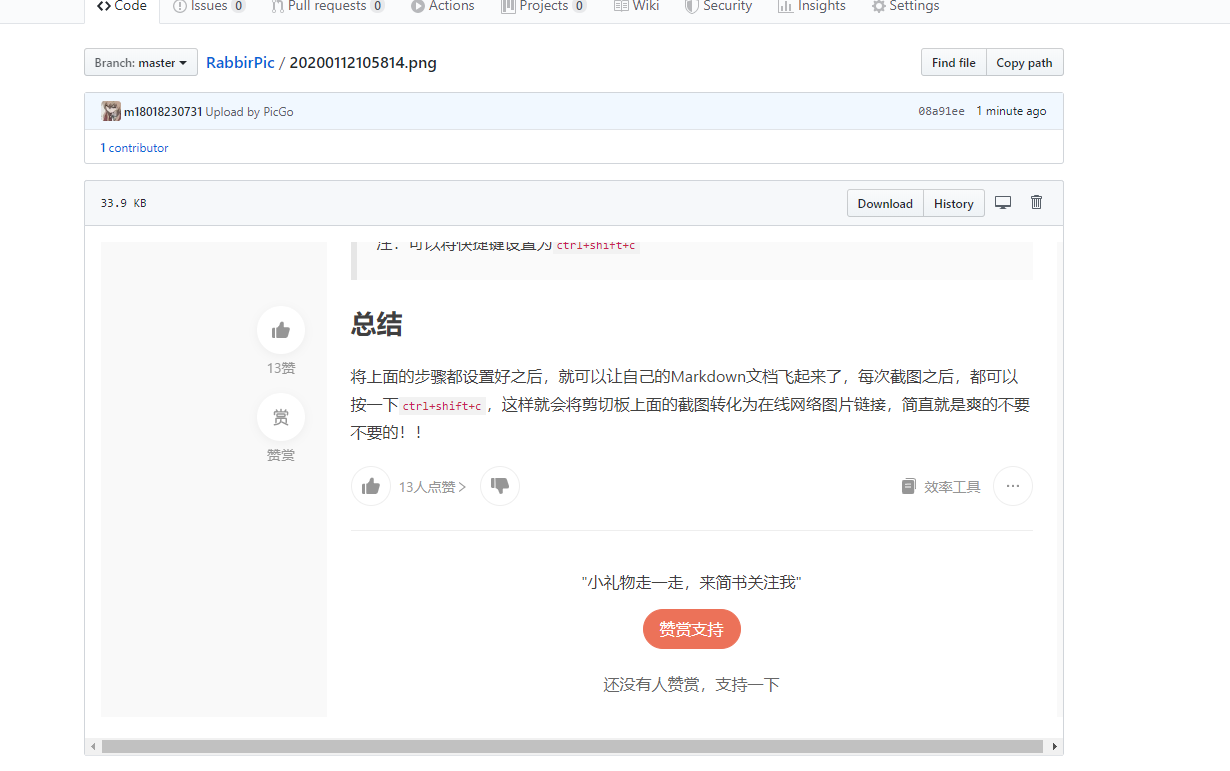 Code Issues 0 Pull requests 0 Actions Projects 0 Wiki Security Insights Settings
Branch: master RabbirPic / 20200112105814.png Find file Copy path
m18018230731 Upload by PicGo 08a91ee 1 minute ago
1 contributor
33.9 KB Download History
注：可以将快捷键设置为 ctrl+shift+c
总结
13赞
将上面的步骤都设置好之后，就可以让自己的Markdown文档飞起来了，每次截图之后，都可以
按一下 ctrl+shift+c ，这样就会将剪切板上面的截图转化为在线网络图片链接，简直就是爽的不要
不要的！！
赏
赞赏
13人点赞> 效率工具 ...
"小礼物走一走，来简书关注我"
赞赏支持
还没有人赞赏，支持一下